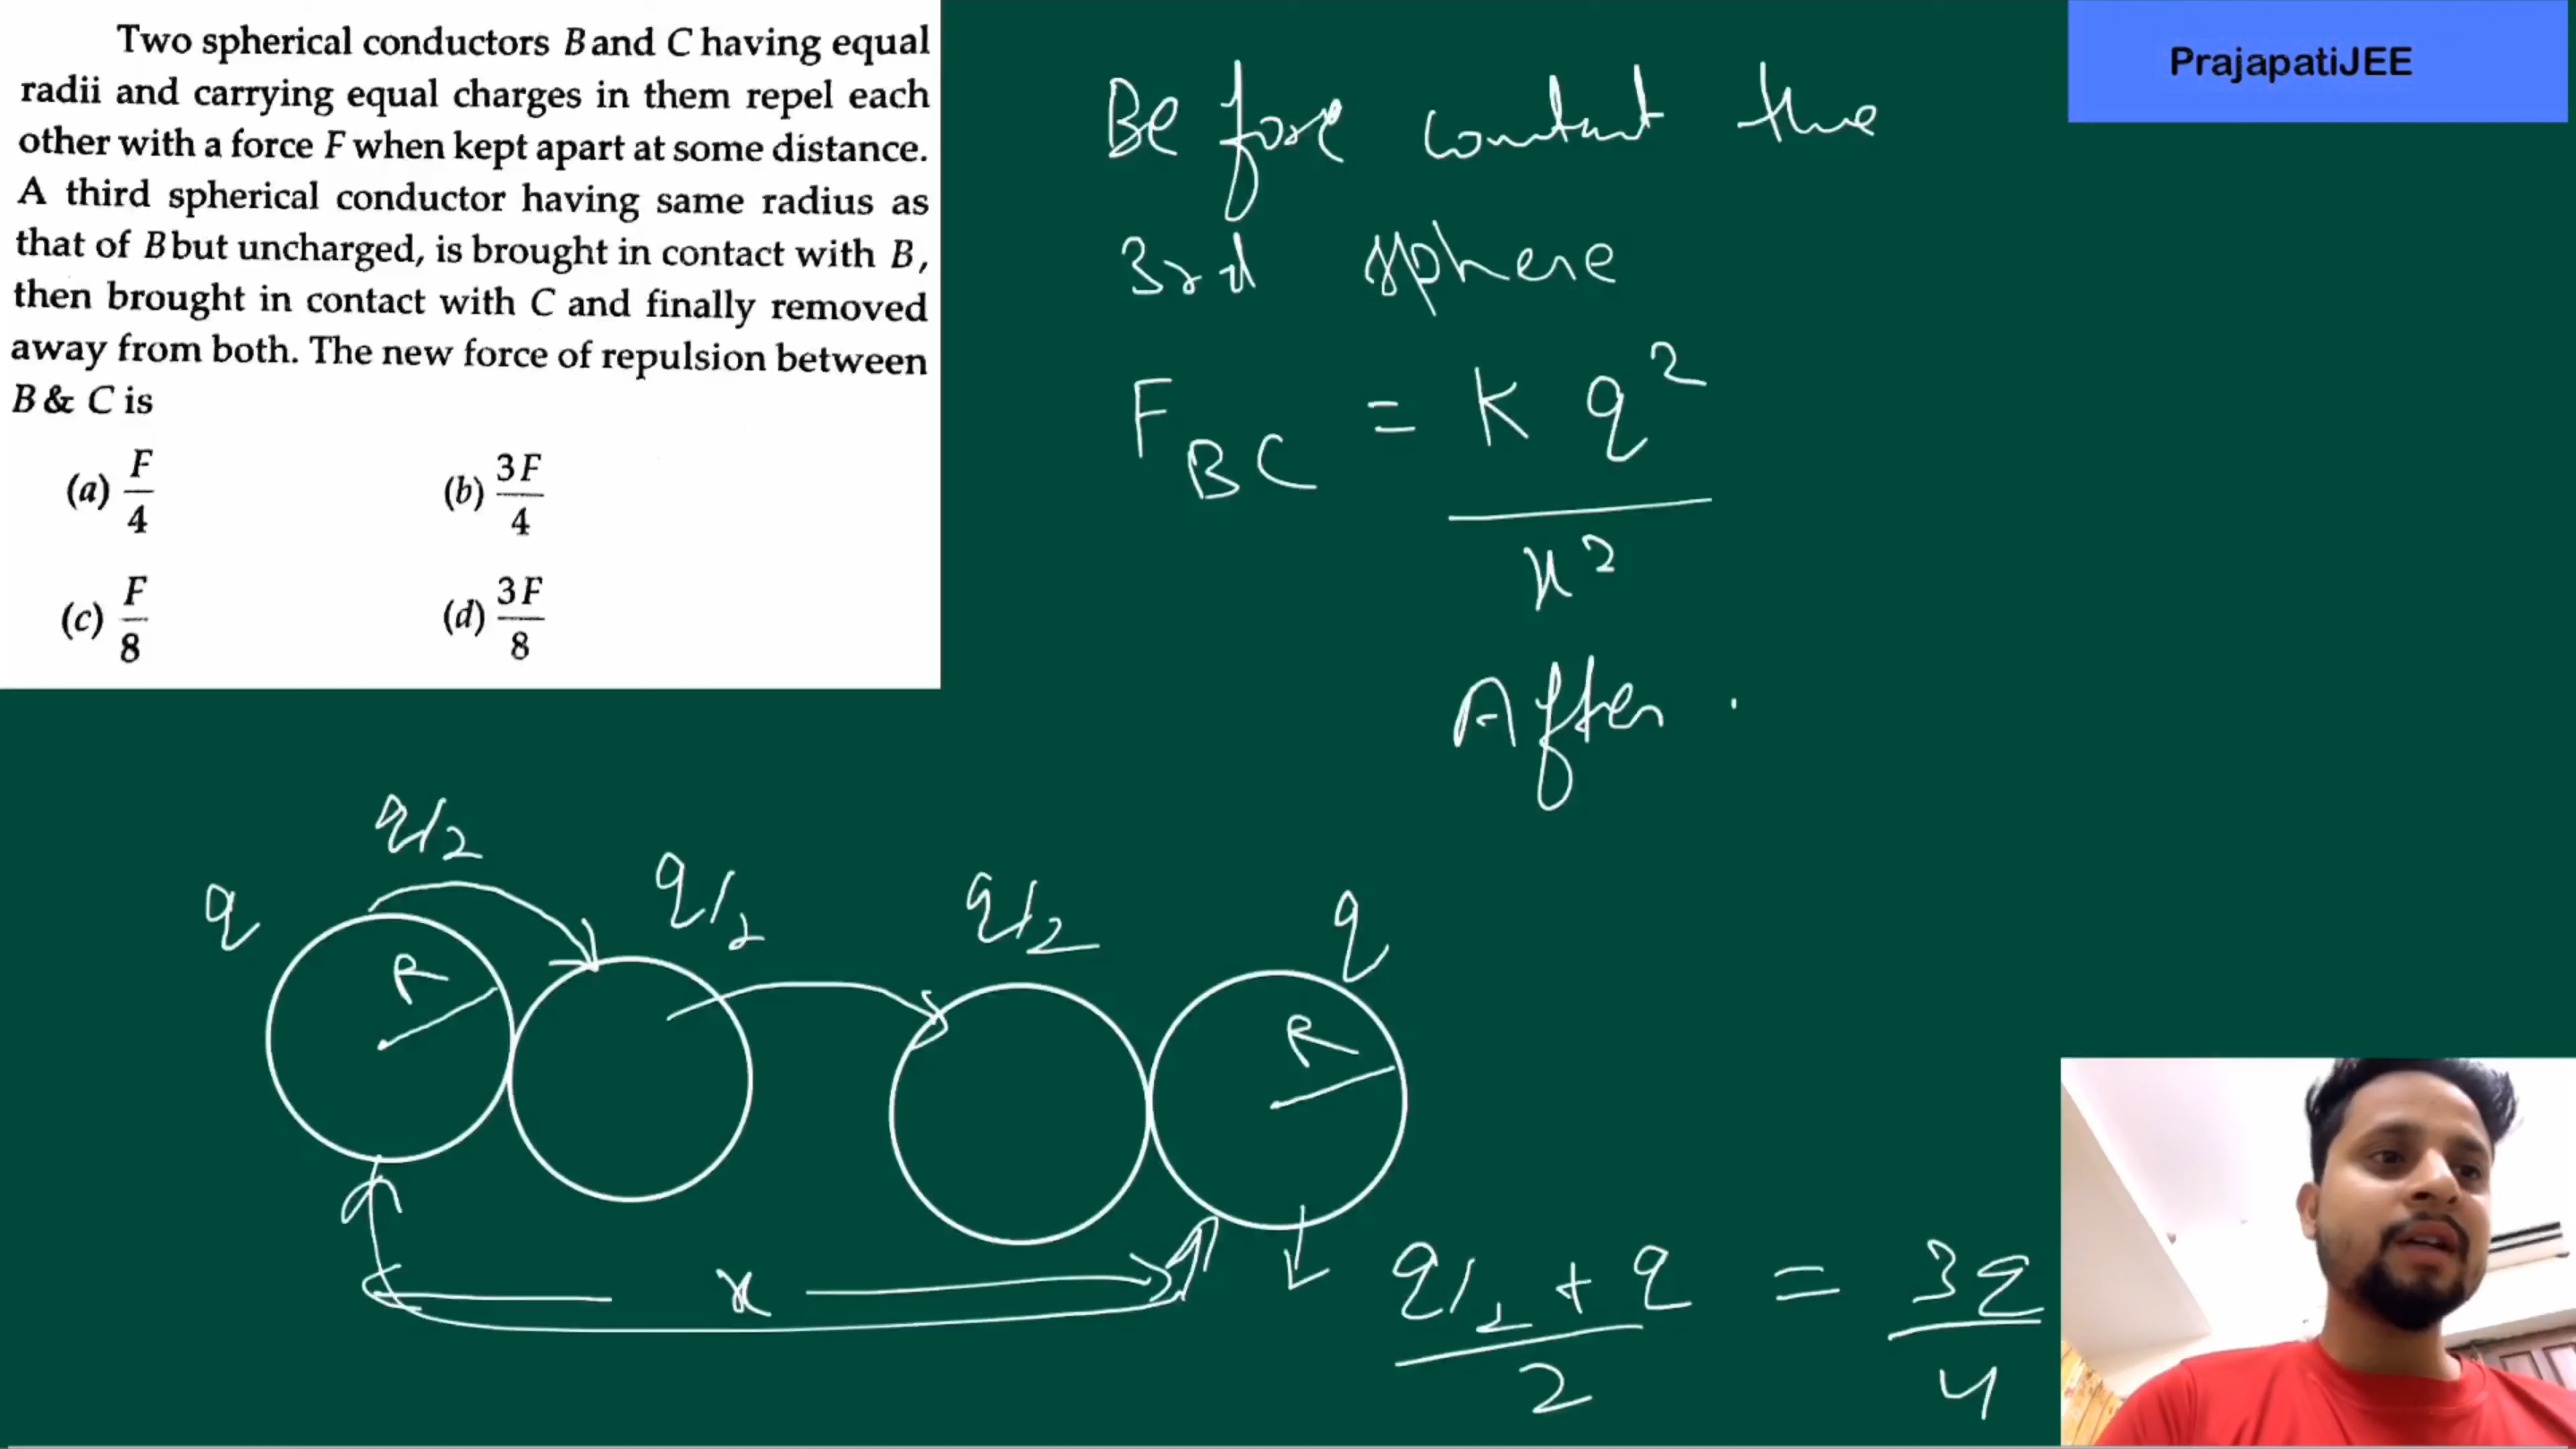 Two spherical conductors B and C having equal
radii and carrying equal charges in them repel each
other with a force F when kept apart at some distance.
A third spherical conductor having same radius as
that of B but uncharged, is brought in contact with B,
then brought in contact with C and finally removed
away from both. The new force of repulsion between
B & C is
(a) F/4 (b) 3F/4
(c) F/8 (d) 3F/8
PrajapatiJEE
Before contact the
3rd sphere
F_BC = K q²/x²
After .
q/2
q q/2 q/2 q
R R
x
(q/2 + q)/2 = 3q/4